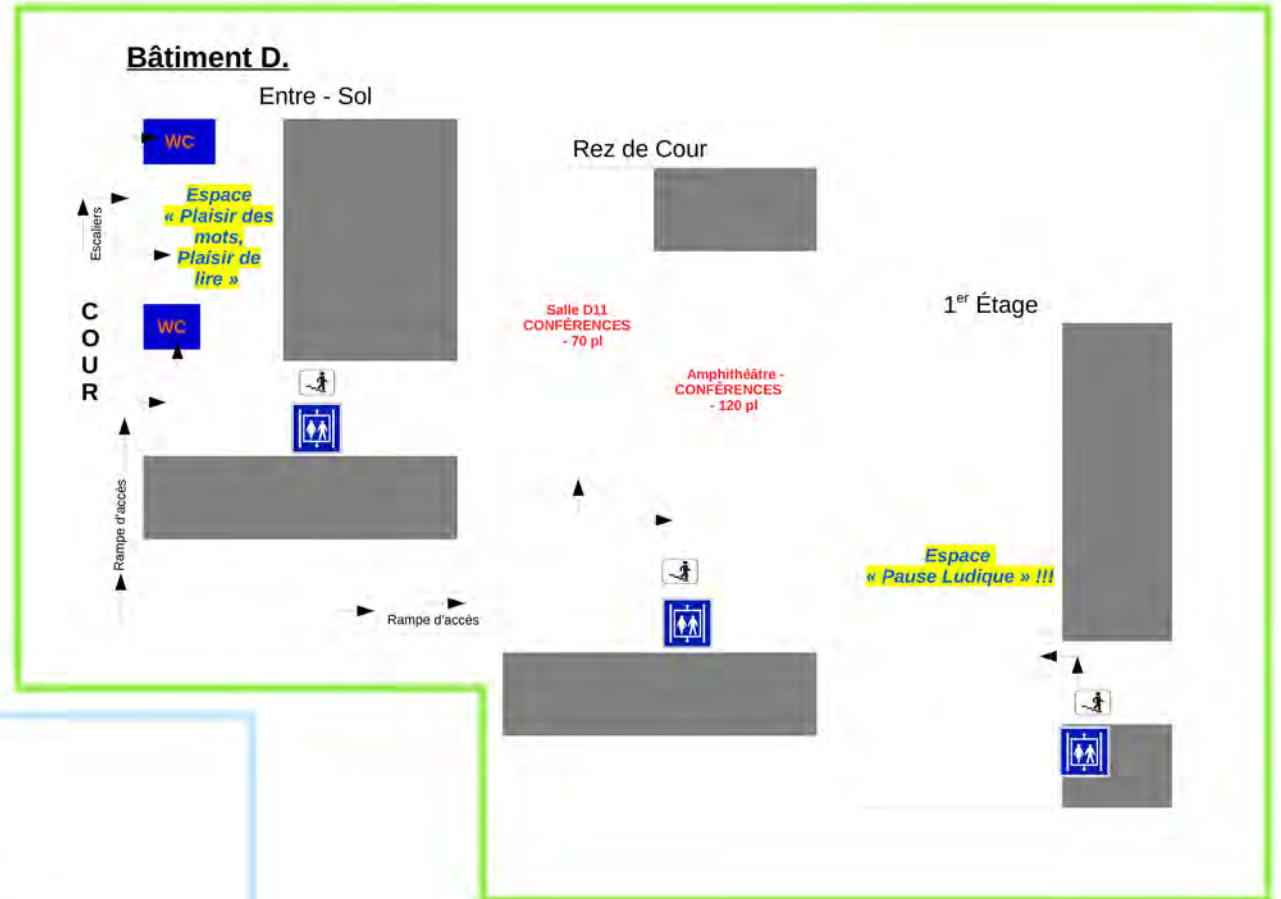 Bâtiment D.
Entre - Sol
WC
Espace
« Plaisir des
mots,
Plaisir de
lire »
Escaliers
WC
COUR
Rampe d'accès
Rampe d'accès
Rez de Cour
Salle D11
CONFÉRENCES
- 70 pl
Amphithéâtre -
CONFÉRENCES
- 120 pl
1er Étage
Espace
« Pause Ludique » !!!